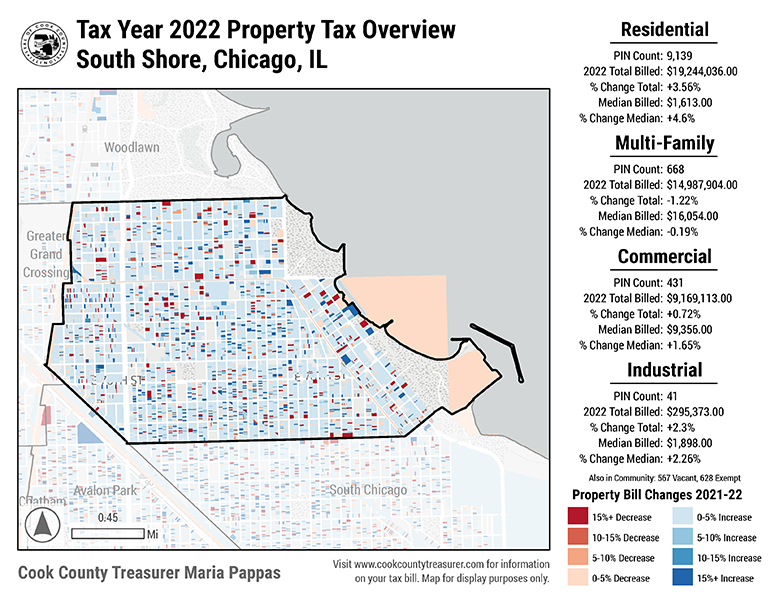 Tax Year 2022 Property Tax Overview
South Shore, Chicago, IL
Woodlawn
Greater
Grand
Crossing
Avalon Park
South Chicago
Chatham
0.45
Mi
Cook County Treasurer Maria Pappas
Visit www.cookcountytreasurer.com for information
on your tax bill. Map for display purposes only.
Residential
PIN Count: 9,139
2022 Total Billed: $19,244,036.00
% Change Total: +3.56%
Median Billed: $1,613.00
% Change Median: +4.6%
Multi-Family
PIN Count: 668
2022 Total Billed: $14,987,904.00
% Change Total: -1.22%
Median Billed: $16,054.00
% Change Median: -0.19%
Commercial
PIN Count: 431
2022 Total Billed: $9,169,113.00
% Change Total: +0.72%
Median Billed: $9,356.00
% Change Median: +1.65%
Industrial
PIN Count: 41
2022 Total Billed: $295,373.00
% Change Total: +2.3%
Median Billed: $1,898.00
% Change Median: +2.26%
Also in Community: 567 Vacant, 628 Exempt
Property Bill Changes 2021-22
15%+ Decrease
10-15% Decrease
5-10% Decrease
0-5% Decrease
0-5% Increase
5-10% Increase
10-15% Increase
15%+ Increase